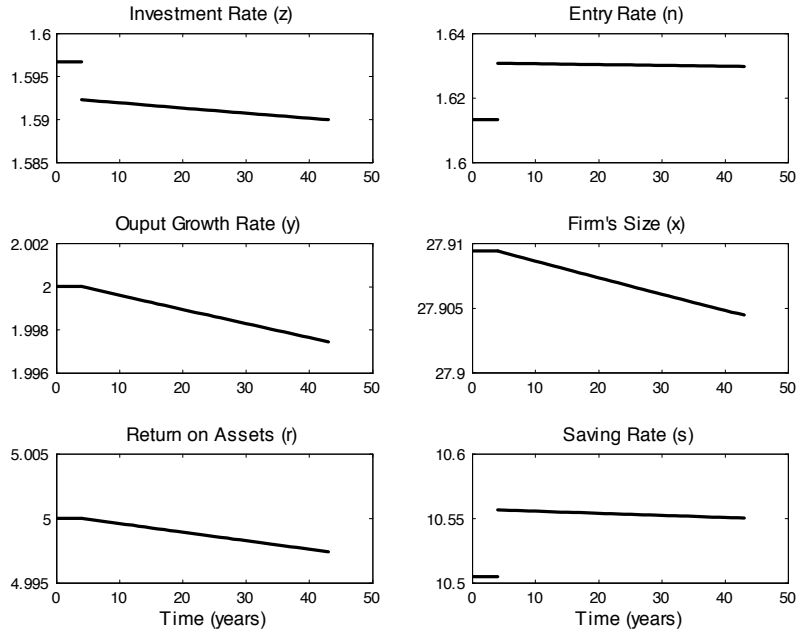 Investment Rate (z)
1.6
1.595
1.59
1.585
0 10 20 30 40 50
Entry Rate (n)
1.64
1.62
1.6
0 10 20 30 40 50
Ouput Growth Rate (y)
2.002
2
1.998
1.996
0 10 20 30 40 50
Firm's Size (x)
27.91
27.905
27.9
0 10 20 30 40 50
Return on Assets (r)
5.005
5
4.995
0 10 20 30 40 50
Time (years)
Saving Rate (s)
10.6
10.55
10.5
0 10 20 30 40 50
Time (years)